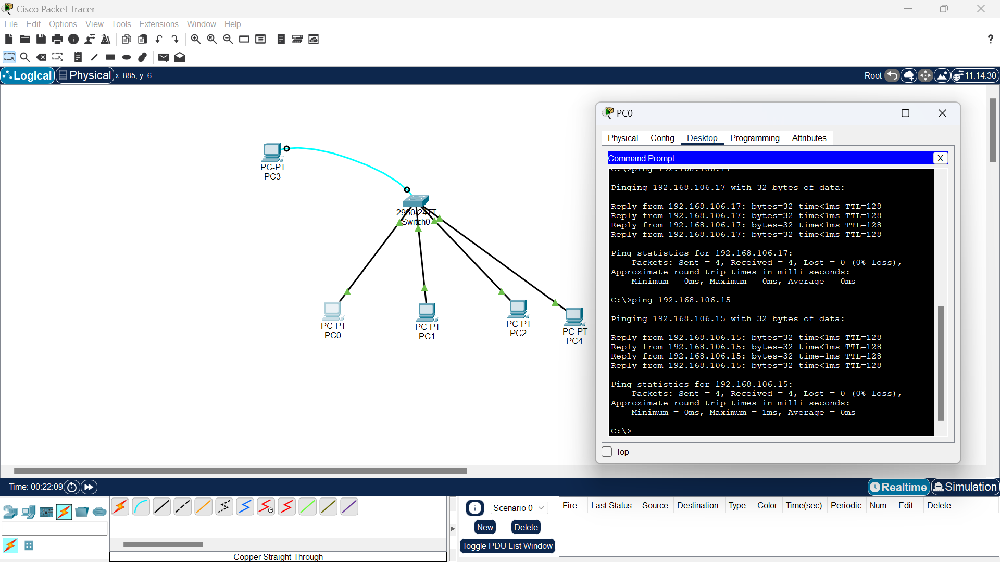 Cisco Packet Tracer
File Edit Options View Tools Extensions Window Help
?
Logical Physical x: 885, y: 6
Root 11:14:30
PC-PT
PC3
2960-24TT
Switch0
PC-PT
PC0
PC-PT
PC1
PC-PT
PC2
PC-PT
PC4
PC0
Physical Config Desktop Programming Attributes
Command Prompt X
C:\>ping 192.168.106.17
Pinging 192.168.106.17 with 32 bytes of data:
Reply from 192.168.106.17: bytes=32 time<1ms TTL=128
Reply from 192.168.106.17: bytes=32 time<1ms TTL=128
Reply from 192.168.106.17: bytes=32 time<1ms TTL=128
Reply from 192.168.106.17: bytes=32 time<1ms TTL=128
Ping statistics for 192.168.106.17:
Packets: Sent = 4, Received = 4, Lost = 0 (0% loss),
Approximate round trip times in milli-seconds:
Minimum = 0ms, Maximum = 0ms, Average = 0ms
C:\>ping 192.168.106.15
Pinging 192.168.106.15 with 32 bytes of data:
Reply from 192.168.106.15: bytes=32 time<1ms TTL=128
Reply from 192.168.106.15: bytes=32 time<1ms TTL=128
Reply from 192.168.106.15: bytes=32 time=1ms TTL=128
Reply from 192.168.106.15: bytes=32 time<1ms TTL=128
Ping statistics for 192.168.106.15:
Packets: Sent = 4, Received = 4, Lost = 0 (0% loss),
Approximate round trip times in milli-seconds:
Minimum = 0ms, Maximum = 1ms, Average = 0ms
C:\>
Top
Time: 00:22:09
Realtime Simulation
Copper Straight-Through
Scenario 0
New Delete
Toggle PDU List Window
Fire Last Status Source Destination Type Color Time(sec) Periodic Num Edit Delete